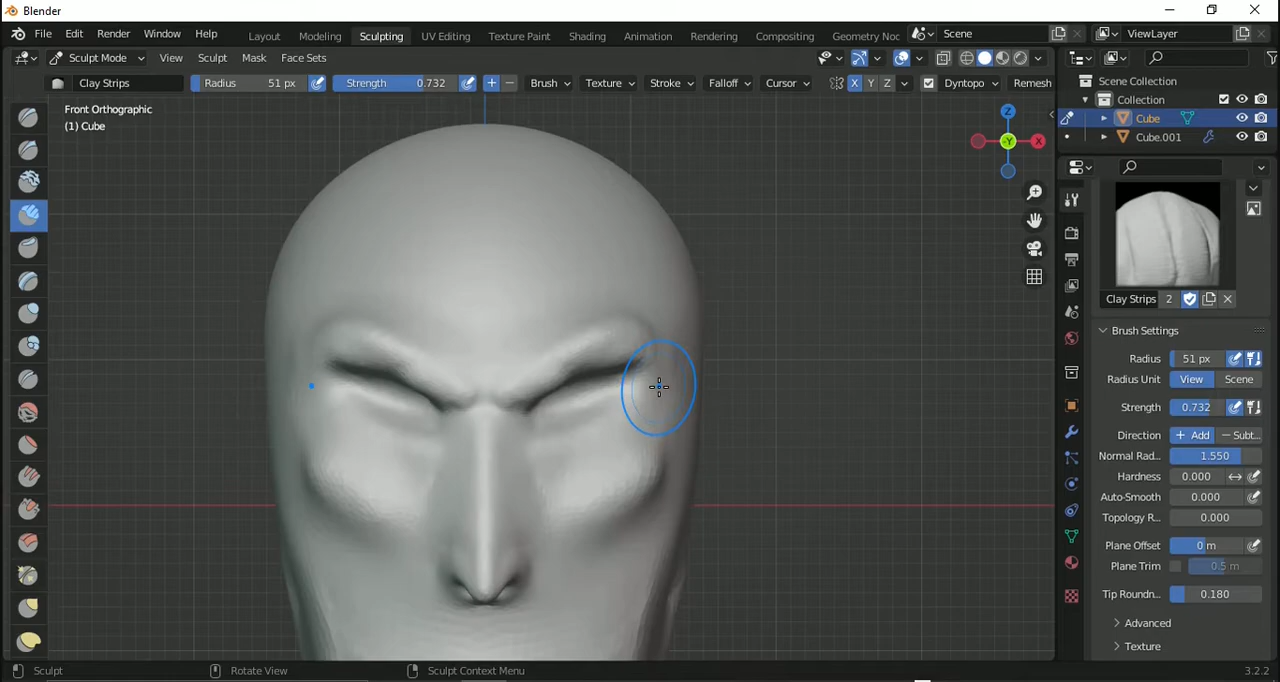 Blender
File Edit Render Window Help Layout Modeling Sculpting UV Editing Texture Paint Shading Animation Rendering Compositing Geometry Noc Scene ViewLayer
Sculpt Mode View Sculpt Mask Face Sets
Clay Strips Radius 51 px Strength 0.732 Brush Texture Stroke Falloff Cursor X Y Z Dyntopo Remesh
Front Orthographic
(1) Cube
Z
Y
X
Scene Collection
Collection
Cube
Cube.001
Clay Strips 2
Brush Settings
Radius 51 px
Radius Unit View Scene
Strength 0.732
Direction + Add − Subt...
Normal Rad... 1.550
Hardness 0.000
Auto-Smooth 0.000
Topology R... 0.000
Plane Offset 0 m
Plane Trim 0.5 m
Tip Roundn... 0.180
Advanced
Texture
Sculpt Rotate View Sculpt Context Menu 3.2.2